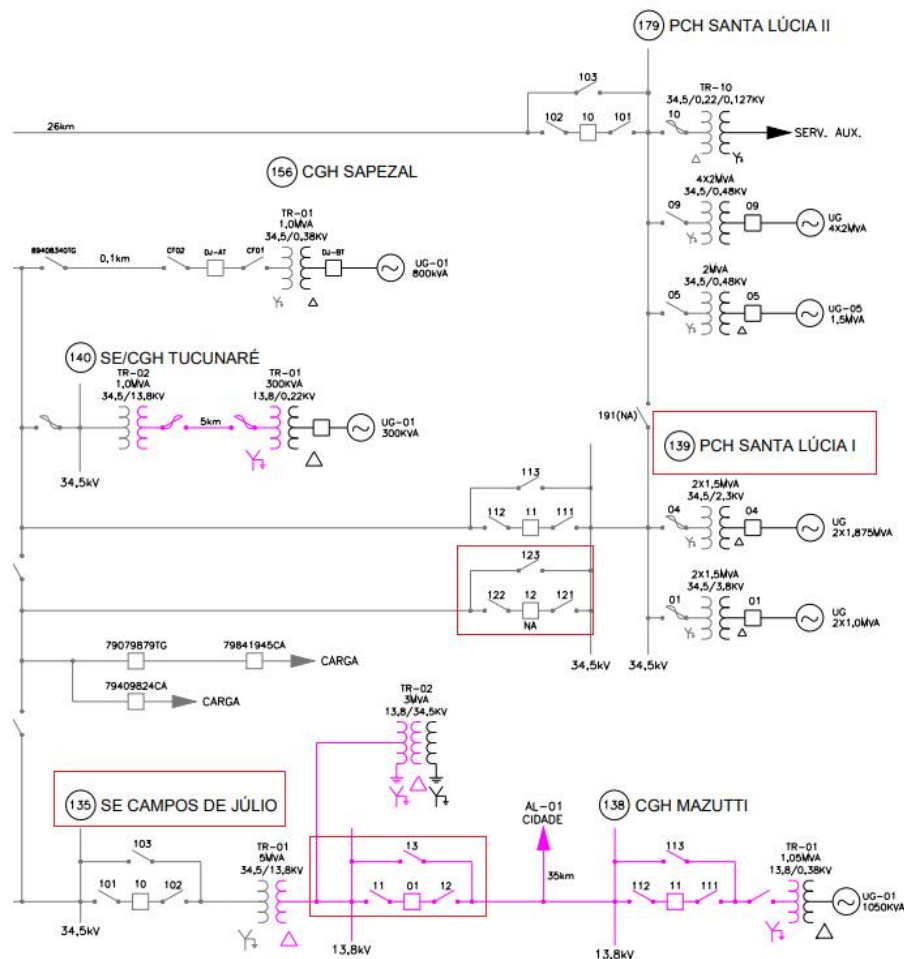 179 PCH SANTA LÚCIA II
103
TR-10
34,5/0,22/0,127KV
26km
102 10 101
10
SERV. AUX.
156 CGH SAPEZAL
4X2MVA
34,5/0,48KV
09 09
UG
4X2MVA
TR-01
1,0MVA
34,5/0,38KV
89408340TG
0,1km
CF02 DJ-AT CF01 DJ-BT
UG-01
800kVA
2MVA
34,5/0,48KV
05 05
UG-05
1,5MVA
140 SE/CGH TUCUNARÉ
TR-02
1,0MVA
34,5/13,8KV
5km
TR-01
300KVA
13,8/0,22KV
UG-01
300KVA
34,5kV
191(NA)
139 PCH SANTA LÚCIA I
113
112 11 111
2X1,5MVA
34,5/2,3KV
04 04
UG
2X1,875MVA
123
122 12 121
NA
2X1,5MVA
34,5/3,8KV
01 01
UG
2X1,0MVA
34,5kV 34,5kV
79079879TG 79841945CA
CARGA
79409824CA
CARGA
TR-02
3MVA
13,8/34,5KV
135 SE CAMPOS DE JÚLIO
AL-01
CIDADE
138 CGH MAZUTTI
103
101 10 102
TR-01
5MVA
34,5/13,8KV
13
11 01 12
35km
113
112 11 111
TR-01
1,05MVA
13,8/0,38KV
UG-01
1050KVA
34,5kV
13.8kV
13.8kV